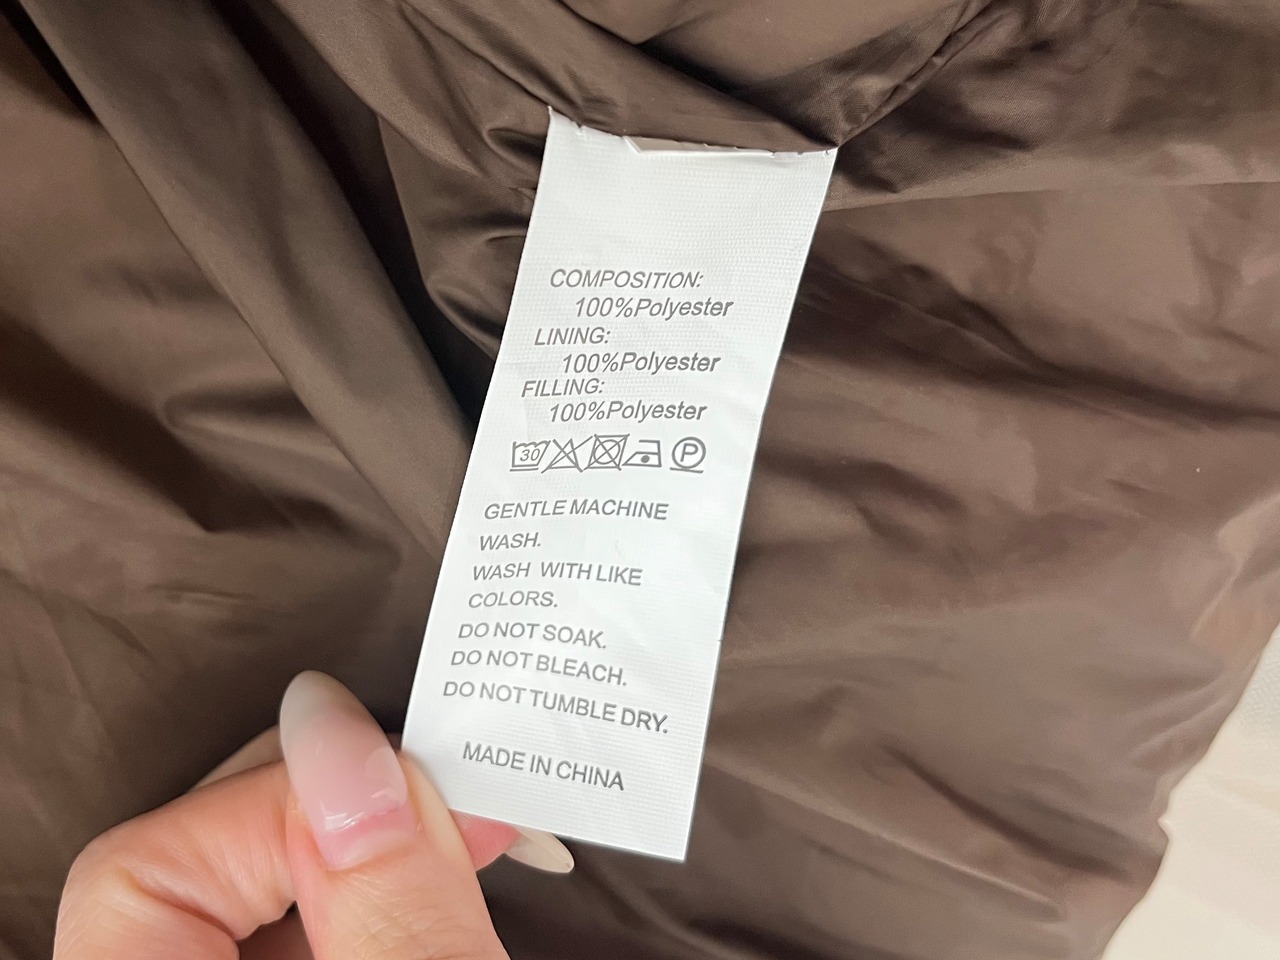 COMPOSITION:
100%Polyester
LINING:
100%Polyester
FILLING:
100%Polyester
30 P
GENTLE MACHINE
WASH.
WASH WITH LIKE
COLORS.
DO NOT SOAK.
DO NOT BLEACH.
DO NOT TUMBLE DRY.
MADE IN CHINA